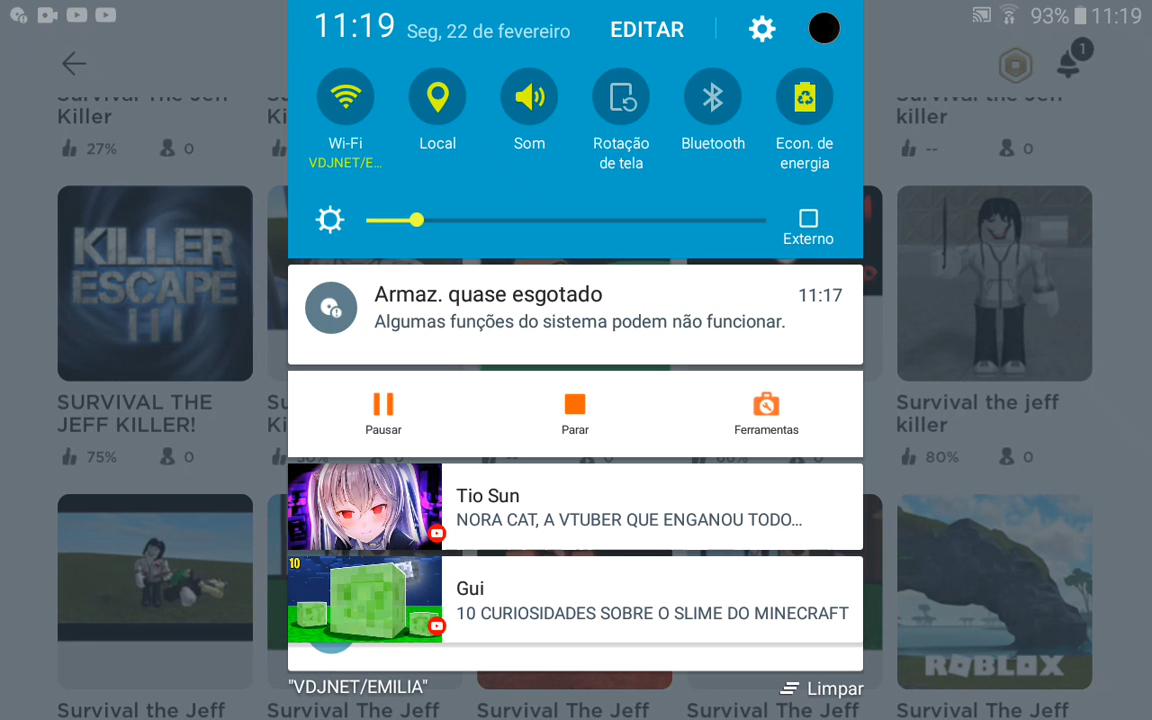 93% 11:19
11:19 Seg, 22 de fevereiro EDITAR
1
Wi-Fi
VDJNET/E...
Local
Som
Rotação
de tela
Bluetooth
Econ. de
energia
Externo
Armaz. quase esgotado 11:17
Algumas funções do sistema podem não funcionar.
Pausar
Parar
Ferramentas
Tio Sun
NORA CAT, A VTUBER QUE ENGANOU TODO...
10
Gui
10 CURIOSIDADES SOBRE O SLIME DO MINECRAFT
"VDJNET/EMILIA" Limpar
Survival The Jeff
Killer
27% 0
killer
-- 0
KILLER
ESCAPE
III
SURVIVAL THE
JEFF KILLER!
75% 0
Survival the jeff
killer
80% 0
ROBLOX
Survival the Jeff
Survival The Jeff
Survival The Jeff
Survival the Jeff
Survival the Jeff